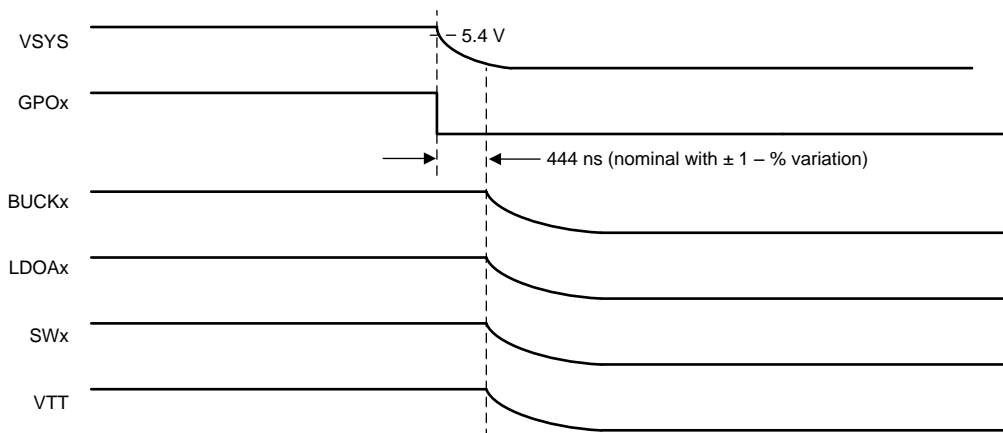 VSYS
5.4 V
GPOx
444 ns (nominal with ± 1 – % variation)
BUCKx
LDOAx
SWx
VTT